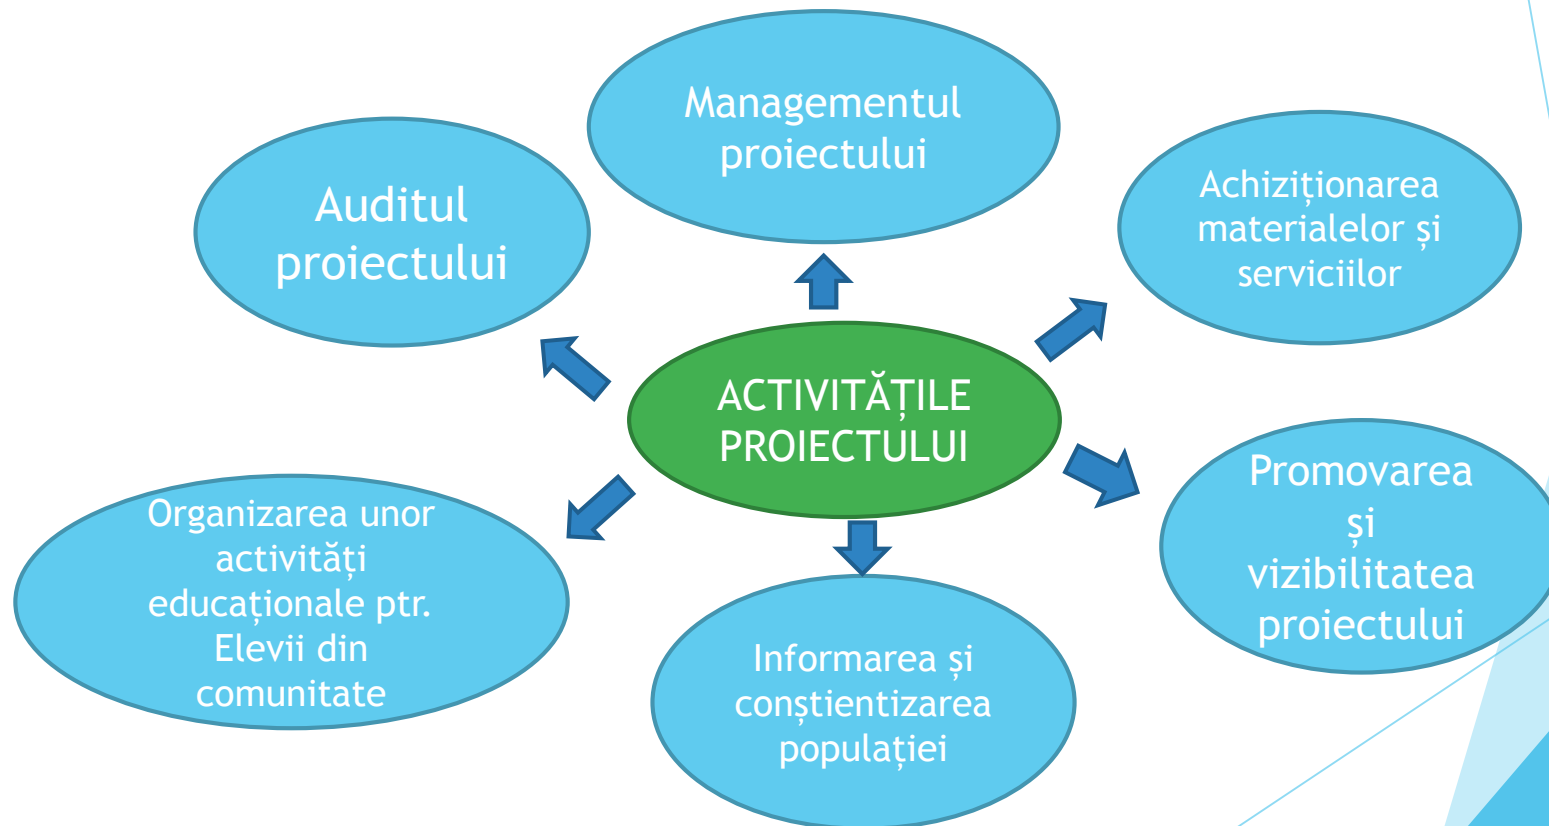 Managementul
proiectului
Auditul
proiectului
Achiziționarea
materialelor și
serviciilor
ACTIVITĂȚILE
PROIECTULUI
Promovarea
și
vizibilitatea
proiectului
Organizarea unor
activități
educaționale ptr.
Elevii din
comunitate
Informarea și
conștientizarea
populației